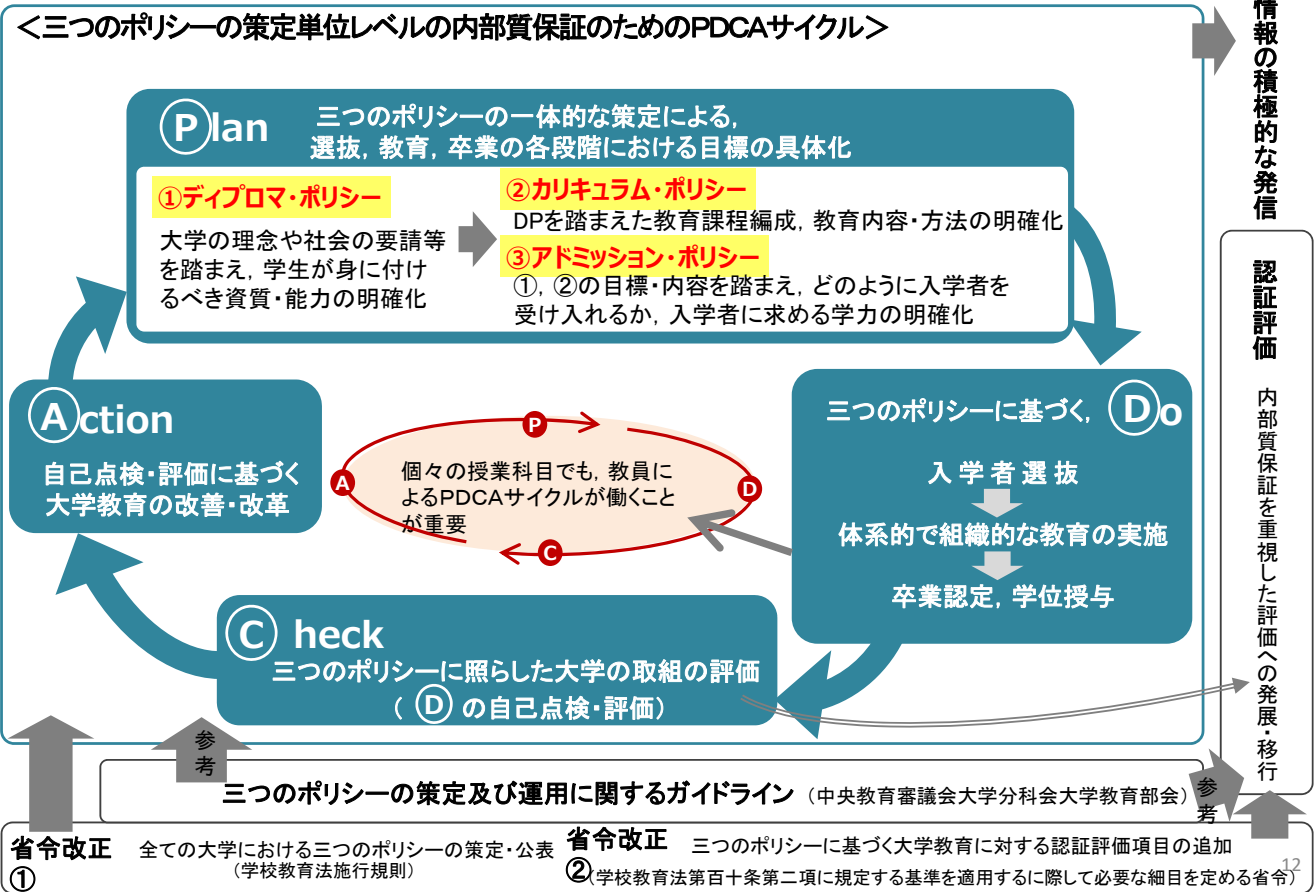 ＜三つのポリシーの策定単位レベルの内部質保証のためのPDCAサイクル＞
Plan
三つのポリシーの一体的な策定による,
選抜, 教育, 卒業の各段階における目標の具体化
①ディプロマ・ポリシー
大学の理念や社会の要請等
を踏まえ, 学生が身に付け
るべき資質・能力の明確化
②カリキュラム・ポリシー
DPを踏まえた教育課程編成, 教育内容・方法の明確化
③アドミッション・ポリシー
①, ②の目標・内容を踏まえ, どのように入学者を
受け入れるか, 入学者に求める学力の明確化
三つのポリシーに基づく, Do
入学者選抜
体系的で組織的な教育の実施
卒業認定, 学位授与
Check
三つのポリシーに照らした大学の取組の評価
（Ⓓの自己点検・評価）
Action
自己点検・評価に基づく
大学教育の改善・改革
P
D
C
A
個々の授業科目でも, 教員に
よるPDCAサイクルが働くこと
が重要
情報の積極的な発信
認証評価
内部質保証を重視した評価への発展・移行
参考
三つのポリシーの策定及び運用に関するガイドライン（中央教育審議会大学分科会大学教育部会）
参考
省令改正
①
全ての大学における三つのポリシーの策定・公表
（学校教育法施行規則）
省令改正
②
三つのポリシーに基づく大学教育に対する認証評価項目の追加
（学校教育法第百十条第二項に規定する基準を適用するに際して必要な細目を定める省令）
12